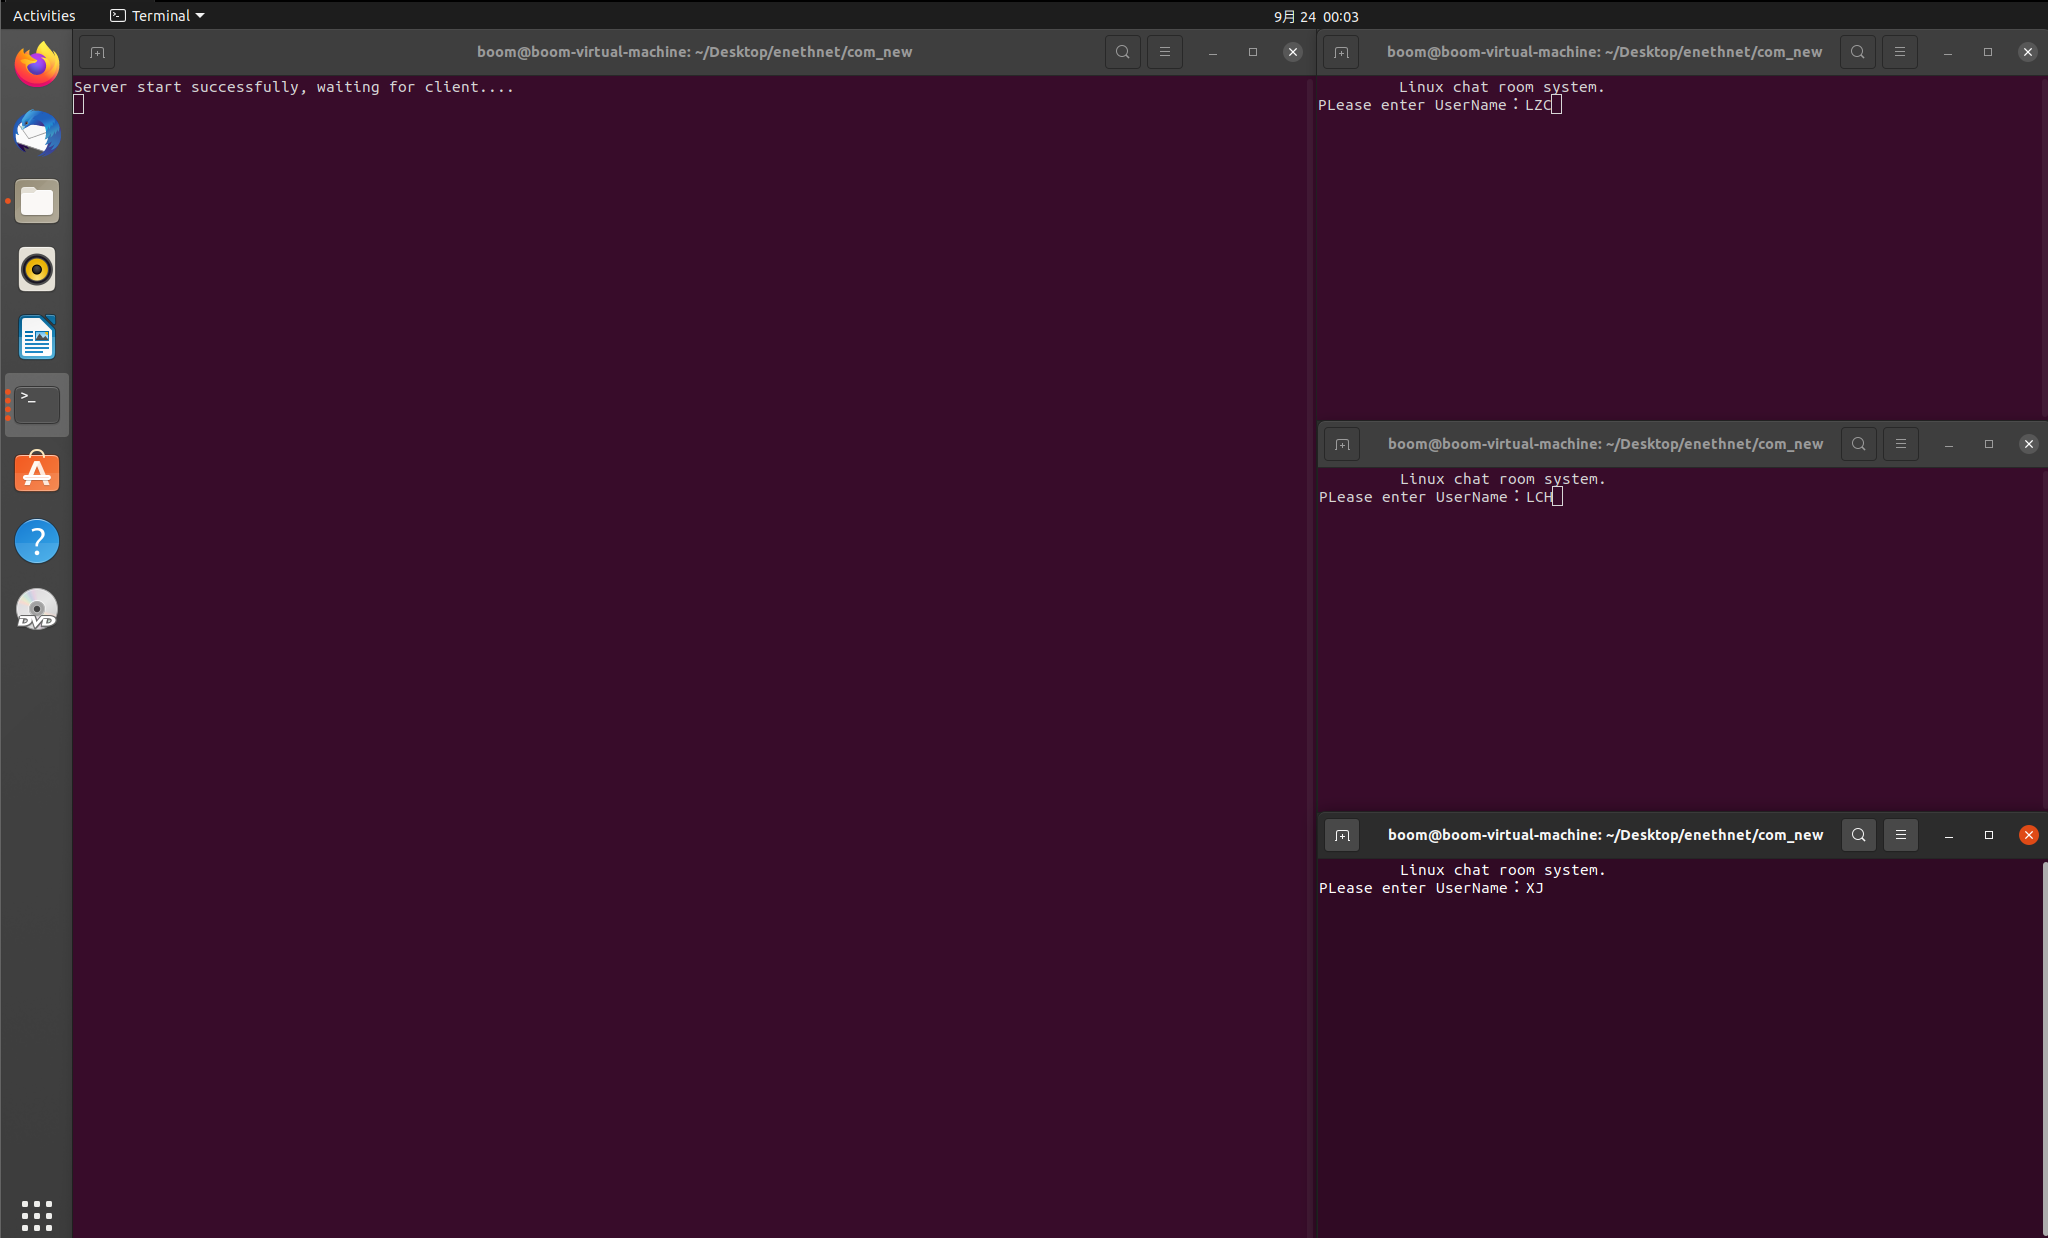 Activities
Terminal
9月 24 00:03
boom@boom-virtual-machine: ~/Desktop/enethnet/com_new
Server start successfully, waiting for client....
boom@boom-virtual-machine: ~/Desktop/enethnet/com_new
Linux chat room system.
PLease enter UserName：LZC
boom@boom-virtual-machine: ~/Desktop/enethnet/com_new
Linux chat room system.
PLease enter UserName：LCH
boom@boom-virtual-machine: ~/Desktop/enethnet/com_new
Linux chat room system.
PLease enter UserName：XJ
>_
A
?
DVD